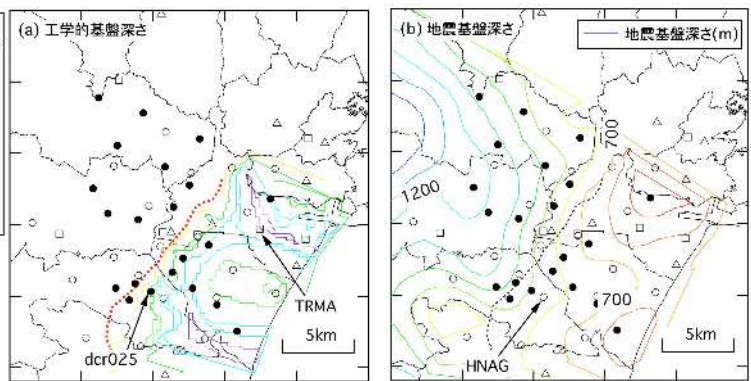 (a) 工学的基盤深さ
TRMA
dcr025
5km
(b) 地震基盤深さ
地震基盤深さ(m)
700
1200
700
HNAG
5km